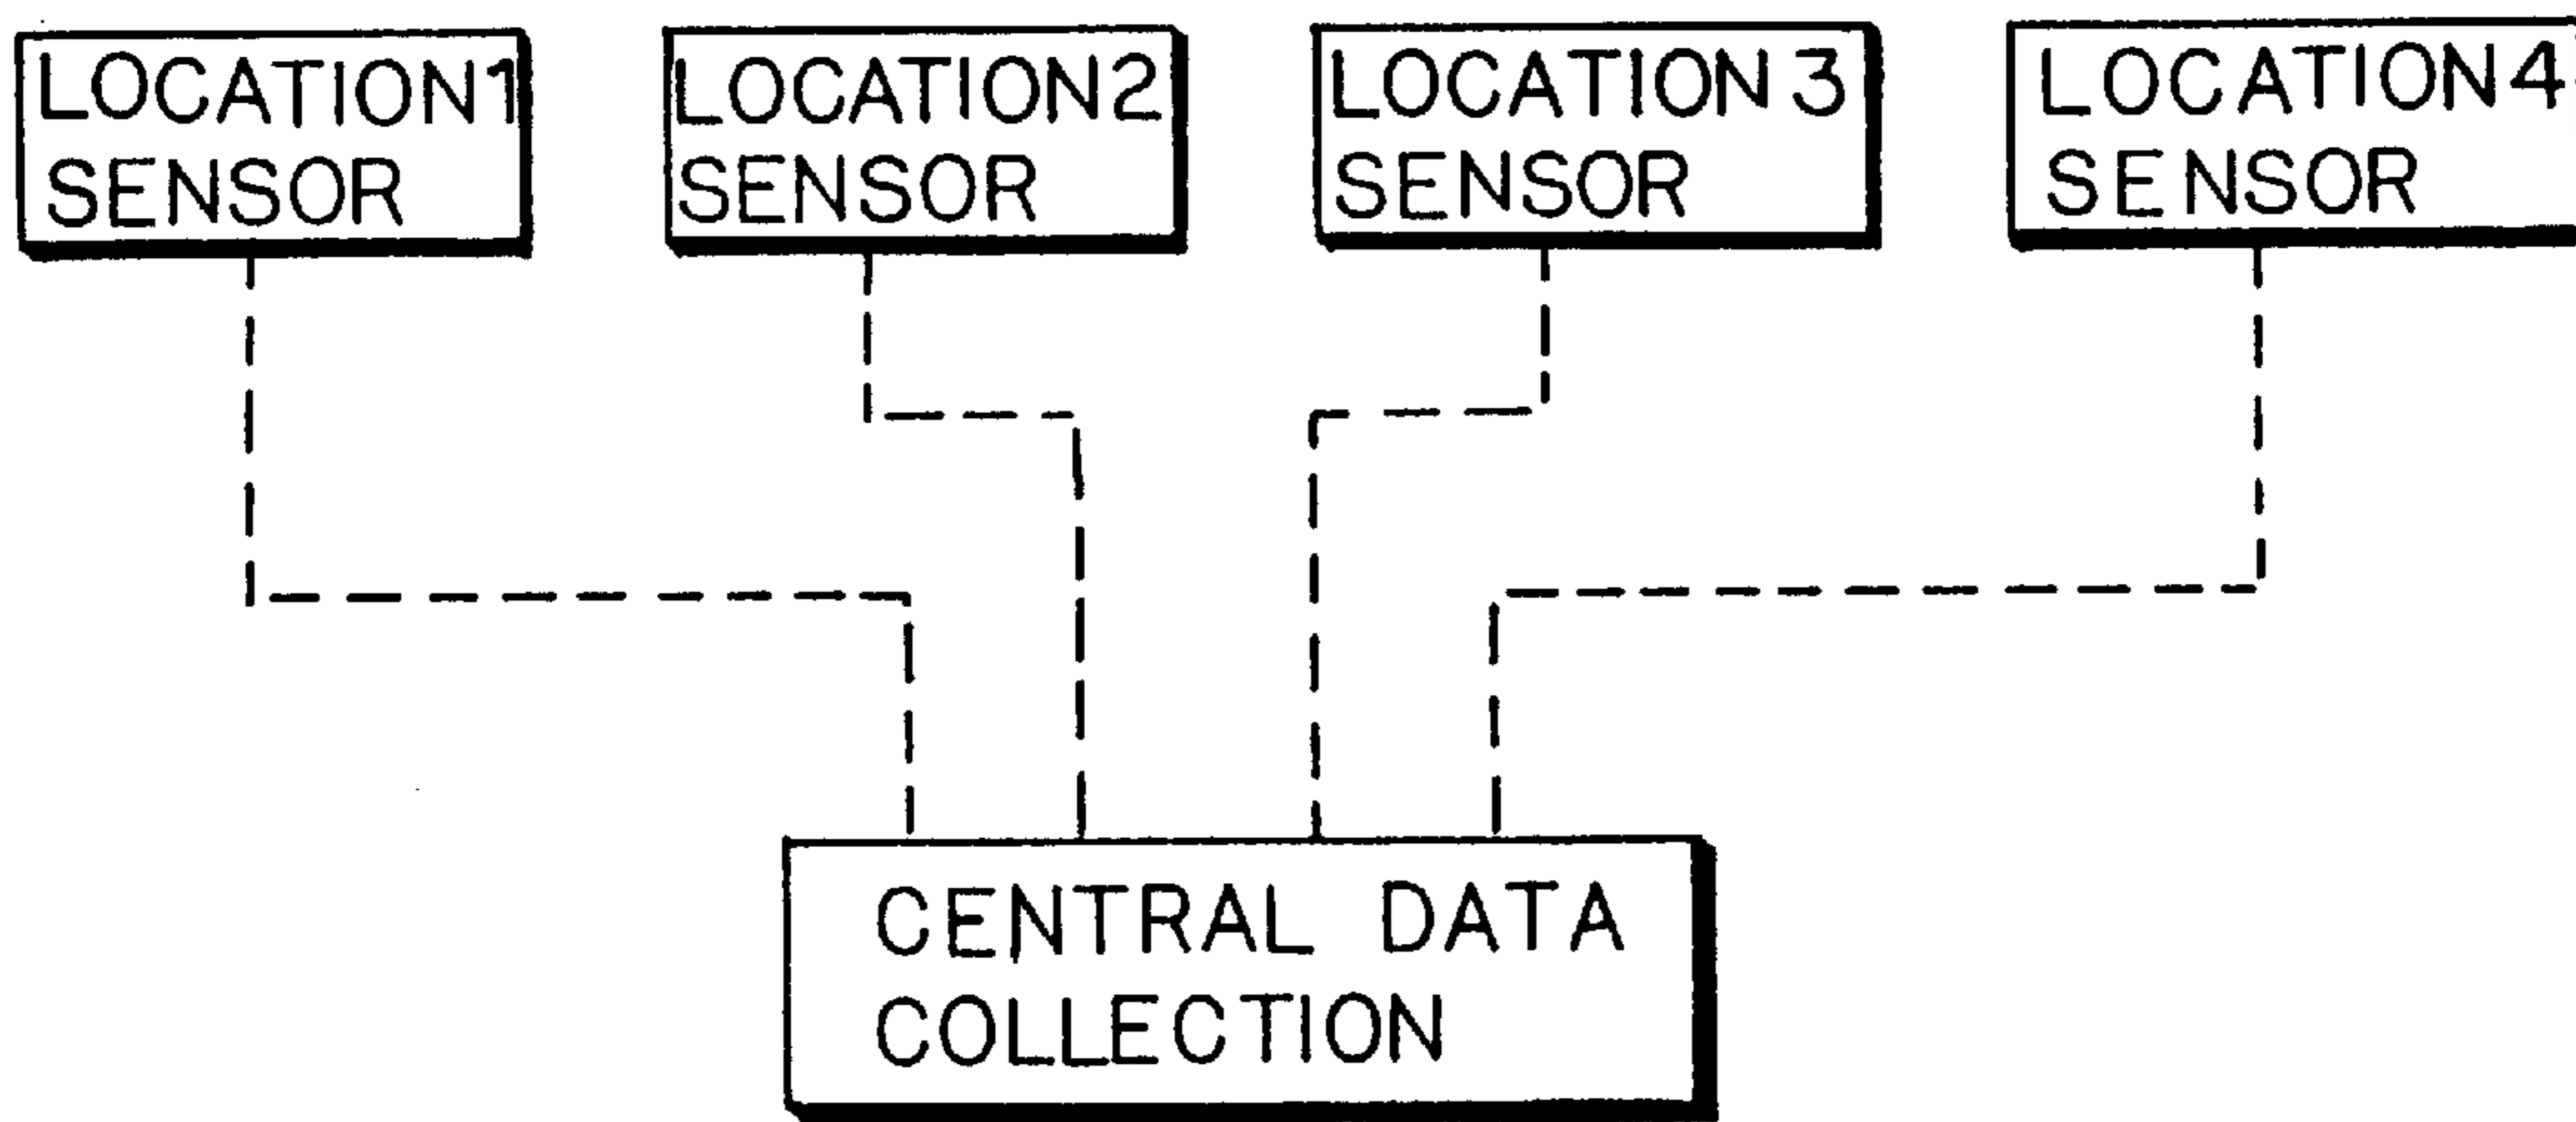 LOCATION1
SENSOR
LOCATION2
SENSOR
LOCATION 3
SENSOR
LOCATION4
SENSOR
CENTRAL DATA
COLLECTION